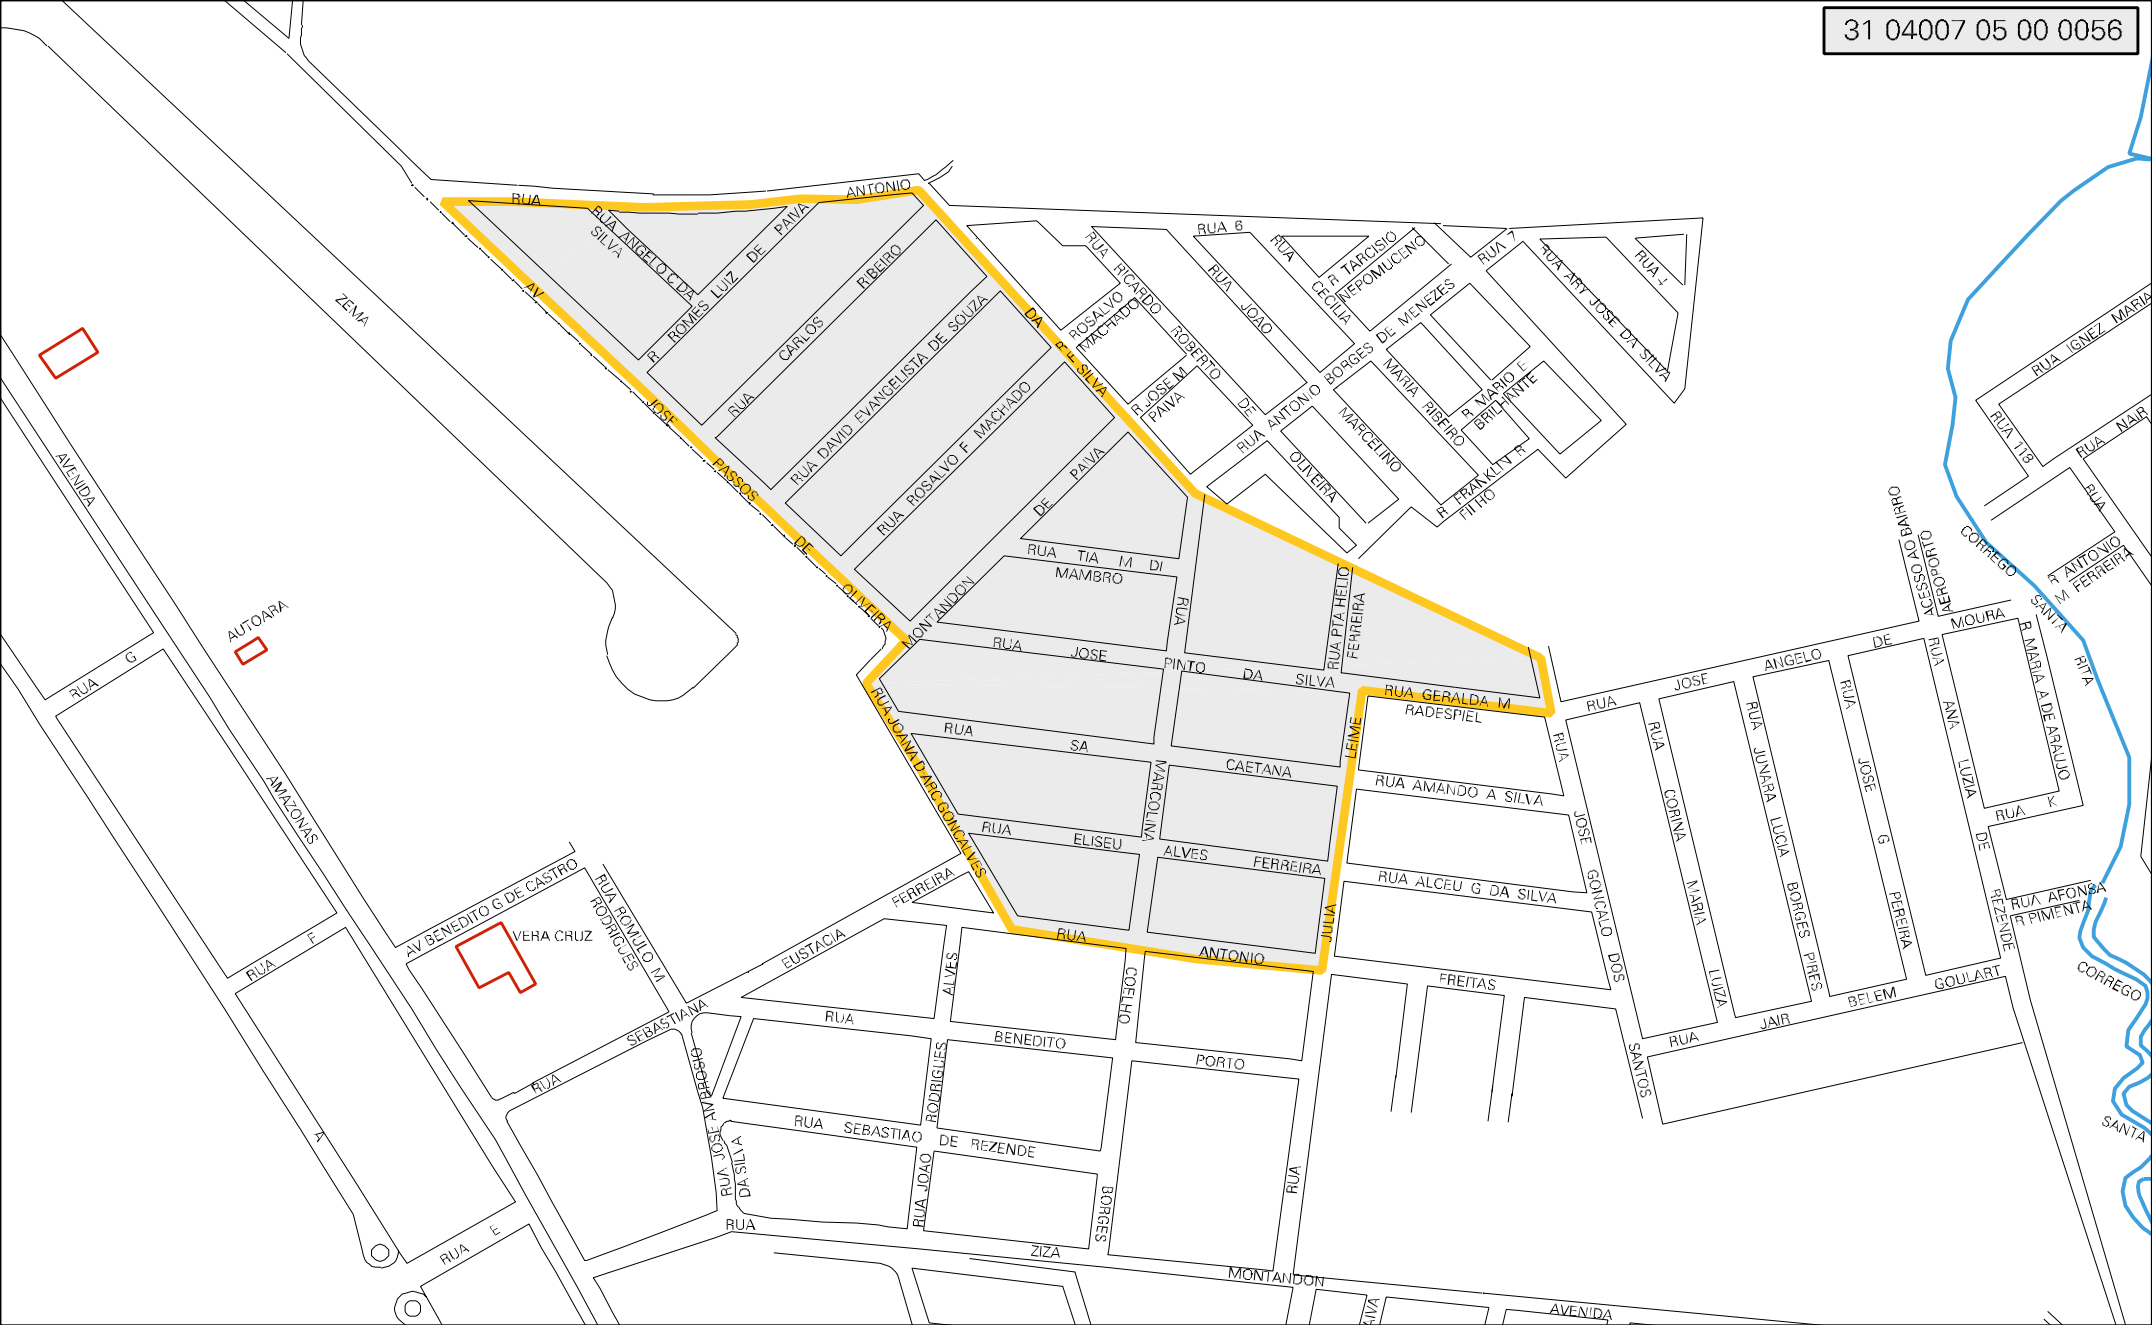 31 04007 05 00 0056
RUA
ANTONIO
DA
R F SILVA
RUA ANGELO C DA
SILVA
R ROMES LUIZ DE PAIVA
RUA CARLOS RIBEIRO
RUA DAVID EVANGELISTA DE SOUZA
RUA ROSALVO F MACHADO
MONTANDON DE PAIVA
AV JOSE PASSOS DE OLIVEIRA
ZEMA
RUA TIA M DI
MAMBRO
RUA JOSE PINTO DA SILVA
RUA PTA HELIO
FERREIRA
RUA GERALDA M
RADESPIEL
RUA SA CAETANA
RUA ELISEU ALVES FERREIRA
RUA MARCOLINA COELHO BORGES
RUA JOANA D ARC GONCALVES
RUA ANTONIO FREITAS
RUA JULIA LEIME
RUA AMANDO A SILVA
RUA ALCEU G DA SILVA
RUA 6
RUA 7
RUA RICARDO ROBERTO DE OLIVEIRA
R ROSALVO
MACHADO
R JOSE M
PAIVA
RUA JOAO MARCELINO
RUA CECILIA
MARIA RIBEIRO
R TARCISIO
NEPOMUCENO
RUA ANTONIO BORGES DE MENEZES
R MARIO E
BRILHANTE
R FRANKLIN R
FILHO
RUA ARY JOSE DA SILVA
RUA
RUA IGNEZ MARIA
RUA 118
RUA NAIR
RUA
R ANTONIO
M FERREIRA
CORREGO SANTA RITA
ACESSO AO BAIRRO
AEROPORTO
RUA JOSE ANGELO DE MOURA
R MARIA A DE ARAUJO
RUA ANA LUZIA DE REZENDE
RUA K
RUA AFONSA
R PIMENTA
RUA JOSE GONCALO DOS SANTOS
RUA CORINA MARIA LUIZA
RUA JUNARA LUCIA BORGES PIRES
RUA JOSE G PEREIRA
RUA JAIR BELEM GOULART
CORREGO
SANTA
AVENIDA AMAZONAS
AUTOARA
RUA G
RUA F
RUA E
A
AV BENEDITO G DE CASTRO
VERA CRUZ
RUA ROMULO M
RODRIGUES
RUA SEBASTIANA EUSTACIA FERREIRA
RUA JOSE AMBROSIO
DA SILVA
RUA BENEDITO PORTO
RUA SEBASTIAO DE REZENDE
RUA JOAO RODRIGUES ALVES
RUA ZIZA MONTANDON
AVENIDA
AIVA